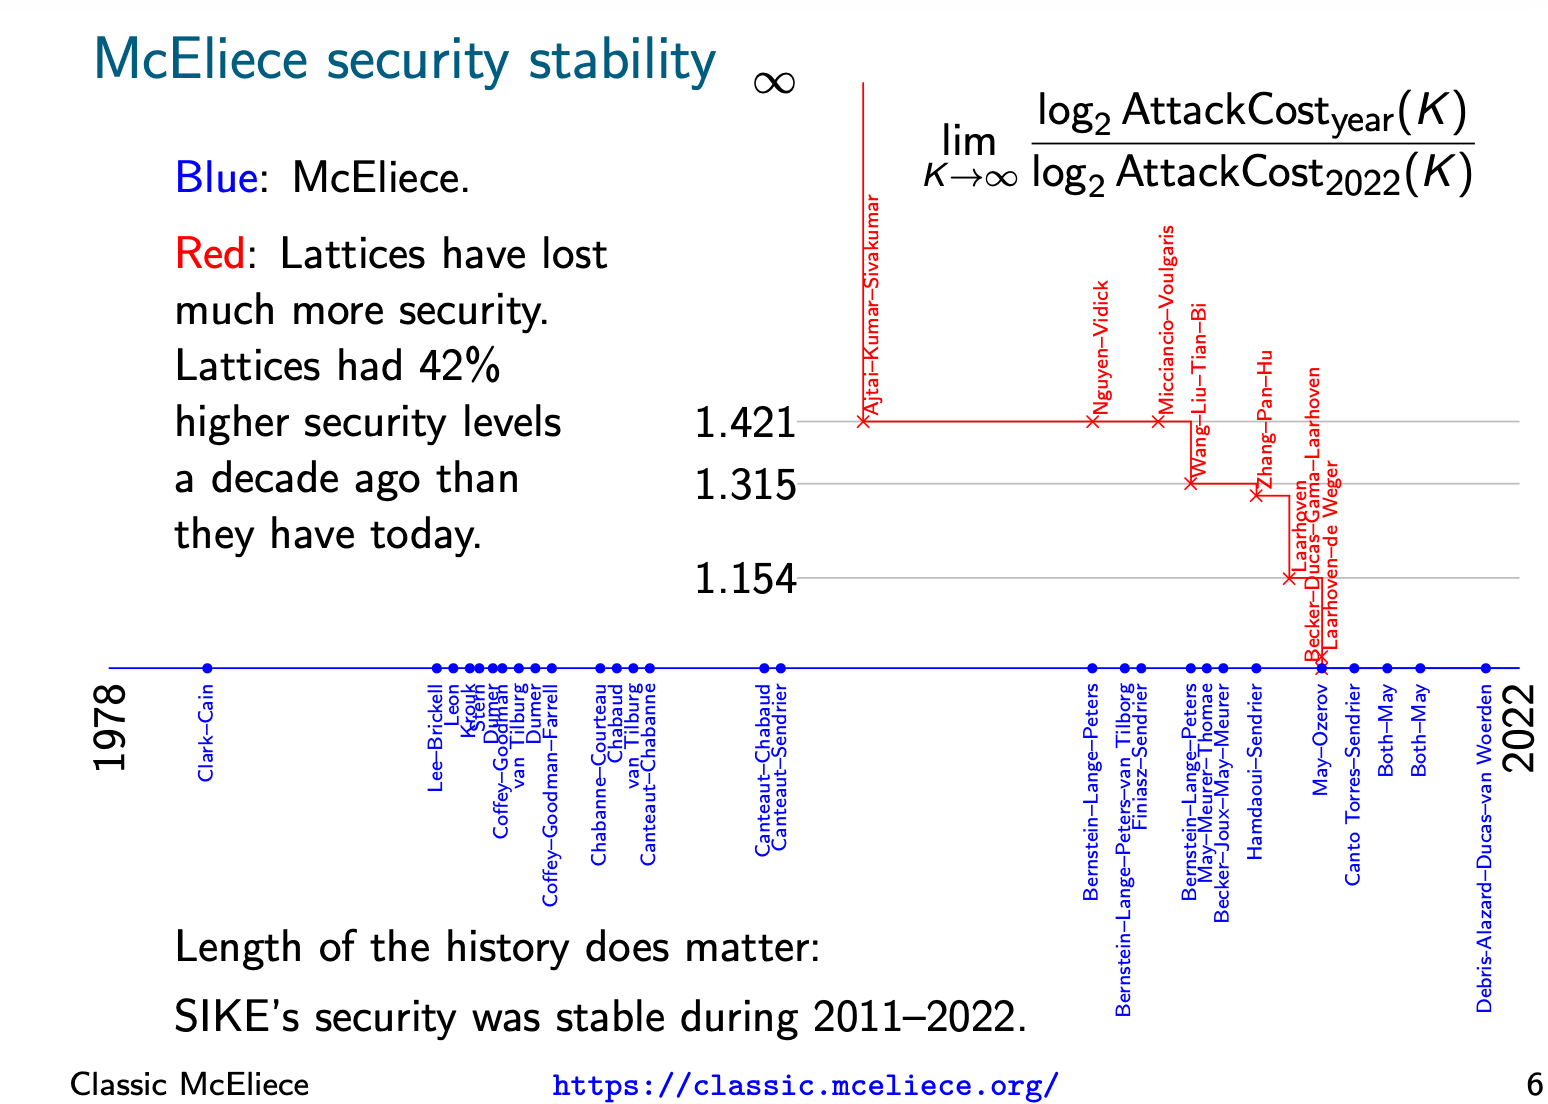 McEliece security stability
∞
lim K→∞ log₂ AttackCost_year(K) / log₂ AttackCost₂₀₂₂(K)
Blue: McEliece.
Red: Lattices have lost
much more security.
Lattices had 42%
higher security levels
a decade ago than
they have today.
1.421
1.315
1.154
Ajtai–Kumar–Sivakumar
Nguyen–Vidick
Micciancio–Voulgaris
Wang–Liu–Tian–Bi
Zhang–Pan–Hu
Laarhoven
Becker–Ducas–Gama–Laarhoven
Laarhoven–de Weger
1978
Clark–Cain
Lee–Brickell
Leon
Krouk
Stern
Dumer
Coffey–Goodman
van Tilburg
Dumer
Coffey–Goodman–Farrell
Chabanne–Courteau
Chabaud
van Tilburg
Canteaut–Chabanne
Canteaut–Chabaud
Canteaut–Sendrier
Bernstein–Lange–Peters
Bernstein–Lange–Peters–van Tilborg
Finiasz–Sendrier
Bernstein–Lange–Peters
May–Meurer–Thomae
Becker–Joux–May–Meurer
Hamdaoui–Sendrier
May–Ozerov
Canto Torres–Sendrier
Both–May
Both–May
Debris-Alazard–Ducas–van Woerden
2022
Length of the history does matter:
SIKE's security was stable during 2011–2022.
Classic McEliece
https://classic.mceliece.org/
6